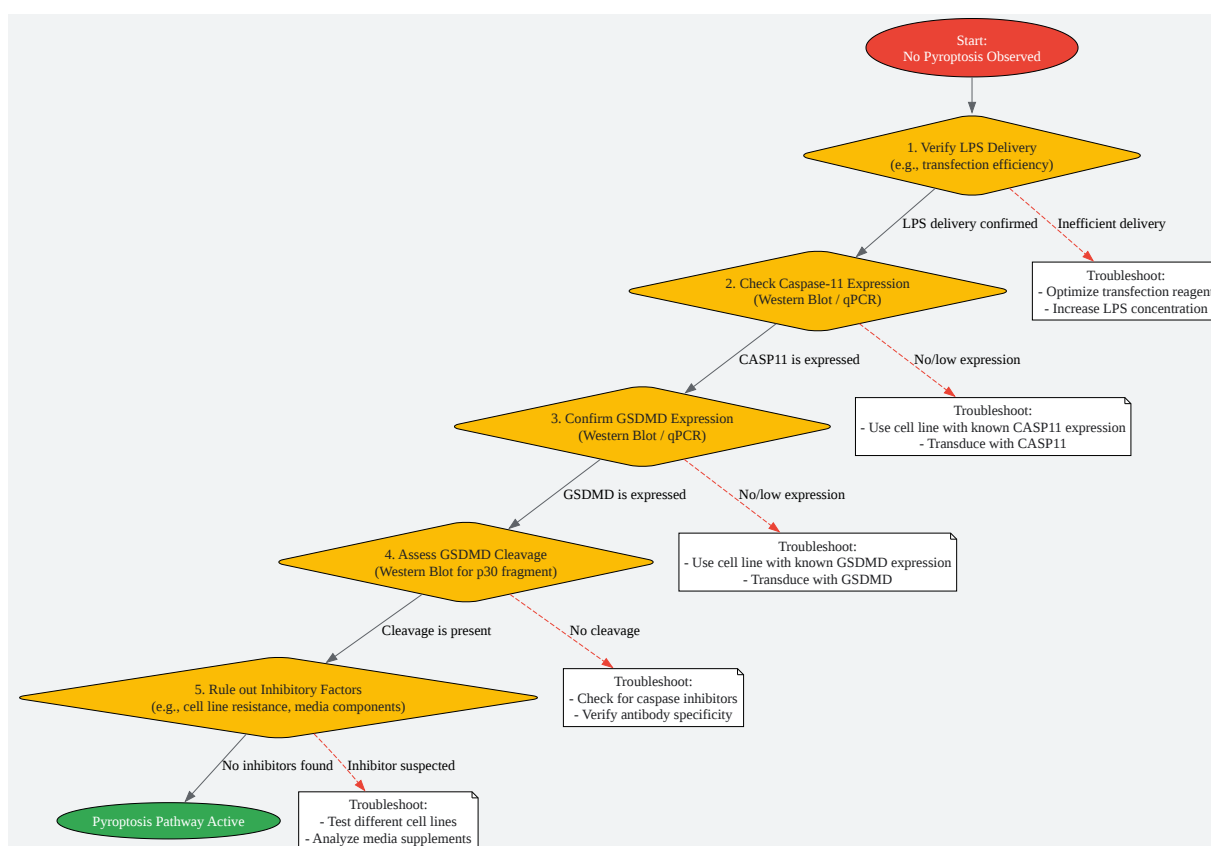 Start:
No Pyroptosis Observed
1. Verify LPS Delivery
(e.g., transfection efficiency)
LPS delivery confirmed
Inefficient delivery
2. Check Caspase-11 Expression
(Western Blot / qPCR)
Troubleshoot:
- Optimize transfection reagent
- Increase LPS concentration
CASP11 is expressed
No/low expression
3. Confirm GSDMD Expression
(Western Blot / qPCR)
Troubleshoot:
- Use cell line with known CASP11 expression
- Transduce with CASP11
GSDMD is expressed
No/low expression
4. Assess GSDMD Cleavage
(Western Blot for p30 fragment)
Troubleshoot:
- Use cell line with known GSDMD expression
- Transduce with GSDMD
Cleavage is present
No cleavage
5. Rule out Inhibitory Factors
(e.g., cell line resistance, media components)
Troubleshoot:
- Check for caspase inhibitors
- Verify antibody specificity
No inhibitors found
Inhibitor suspected
Pyroptosis Pathway Active
Troubleshoot:
- Test different cell lines
- Analyze media supplements